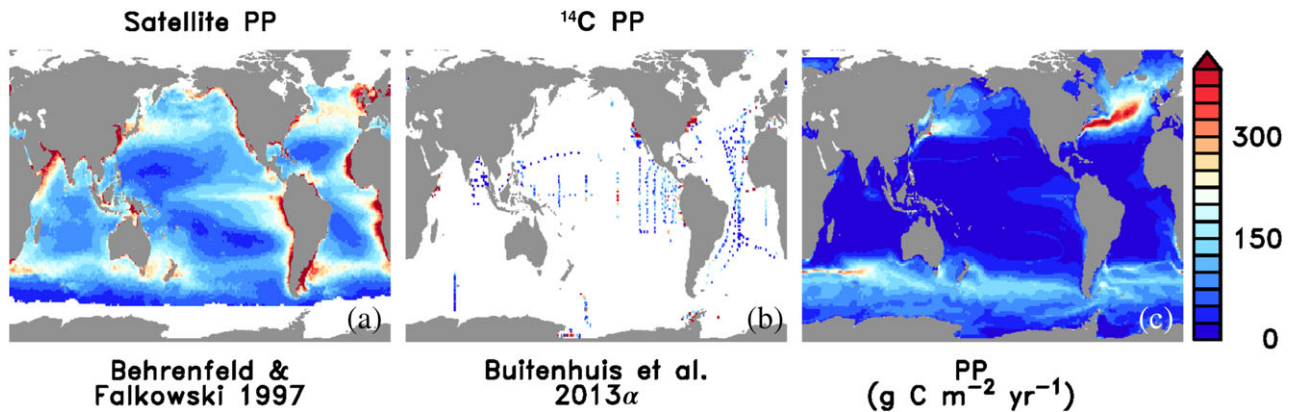 Satellite PP
¹⁴C PP
(a)
(b)
(c)
300
150
0
Behrenfeld &
Falkowski 1997
Buitenhuis et al.
2013α
PP
(g C m⁻² yr⁻¹)